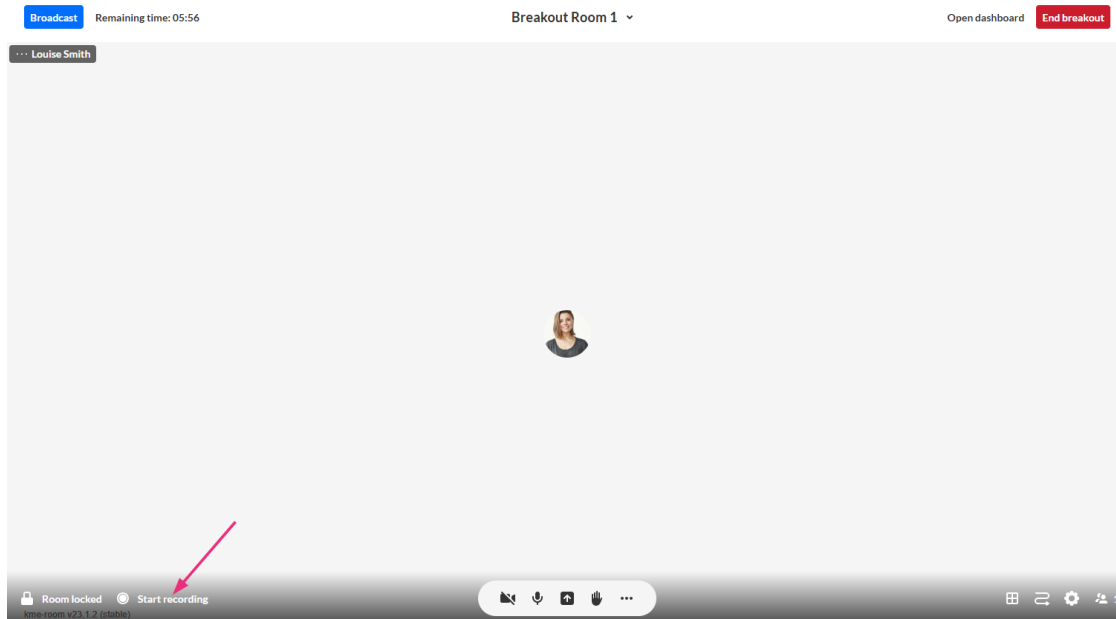 Broadcast Remaining time: 05:56 Breakout Room 1 Open dashboard End breakout
··· Louise Smith
Room locked Start recording
kme-room v23.1.2 (stable)